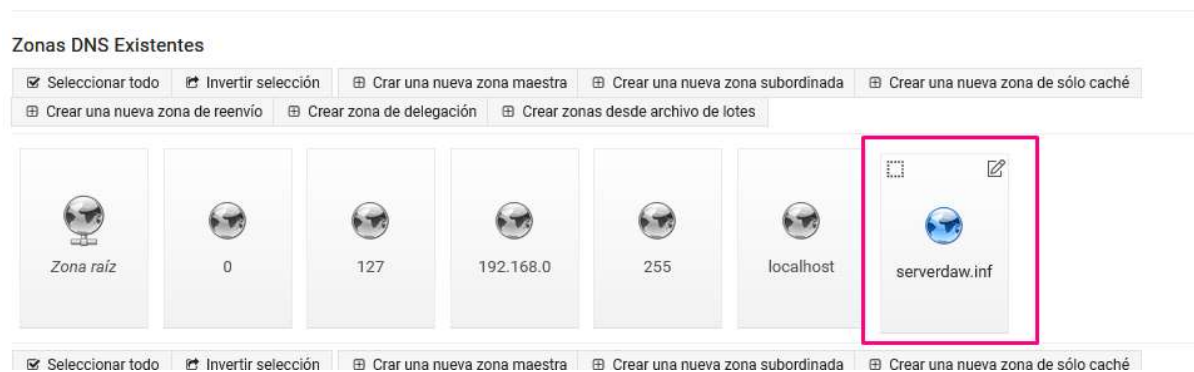 Zonas DNS Existentes
Seleccionar todo Invertir selección Crar una nueva zona maestra Crear una nueva zona subordinada Crear una nueva zona de sólo caché
Crear una nueva zona de reenvío Crear zona de delegación Crear zonas desde archivo de lotes
Zona raíz 0 127 192.168.0 255 localhost serverdaw.inf
Seleccionar todo Invertir selección Crar una nueva zona maestra Crear una nueva zona subordinada Crear una nueva zona de sólo caché